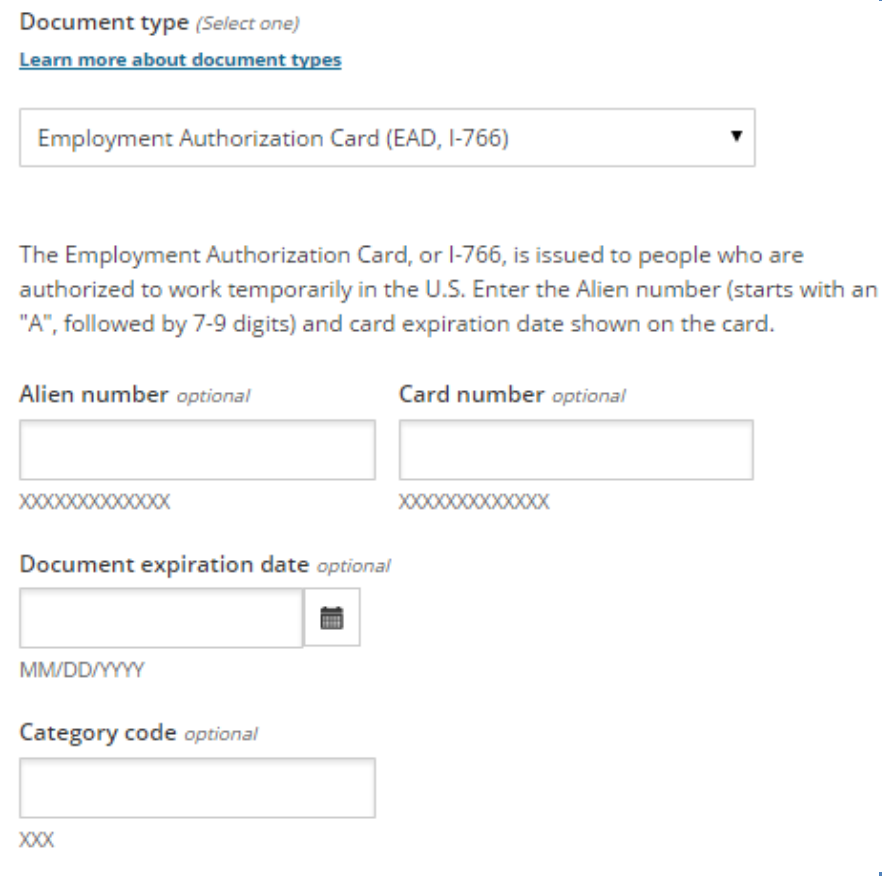 Document type (Select one)
Learn more about document types
Employment Authorization Card (EAD, I-766)
The Employment Authorization Card, or I-766, is issued to people who are
authorized to work temporarily in the U.S. Enter the Alien number (starts with an
"A", followed by 7-9 digits) and card expiration date shown on the card.
Alien number optional
Card number optional
XXXXXXXXXXXXX
XXXXXXXXXXXXX
Document expiration date optional
MM/DD/YYYY
Category code optional
XXX